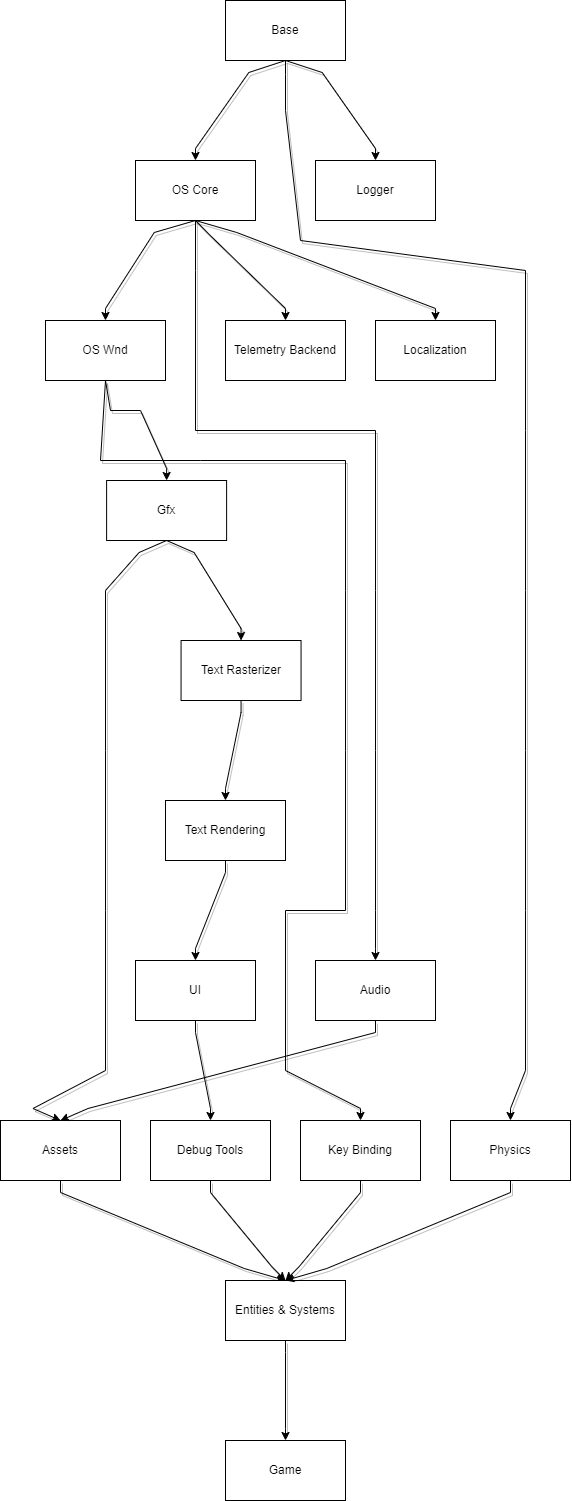 Base
OS Core
Logger
OS Wnd
Telemetry Backend
Localization
Gfx
Text Rasterizer
Text Rendering
UI
Audio
Assets
Debug Tools
Key Binding
Physics
Entities & Systems
Game